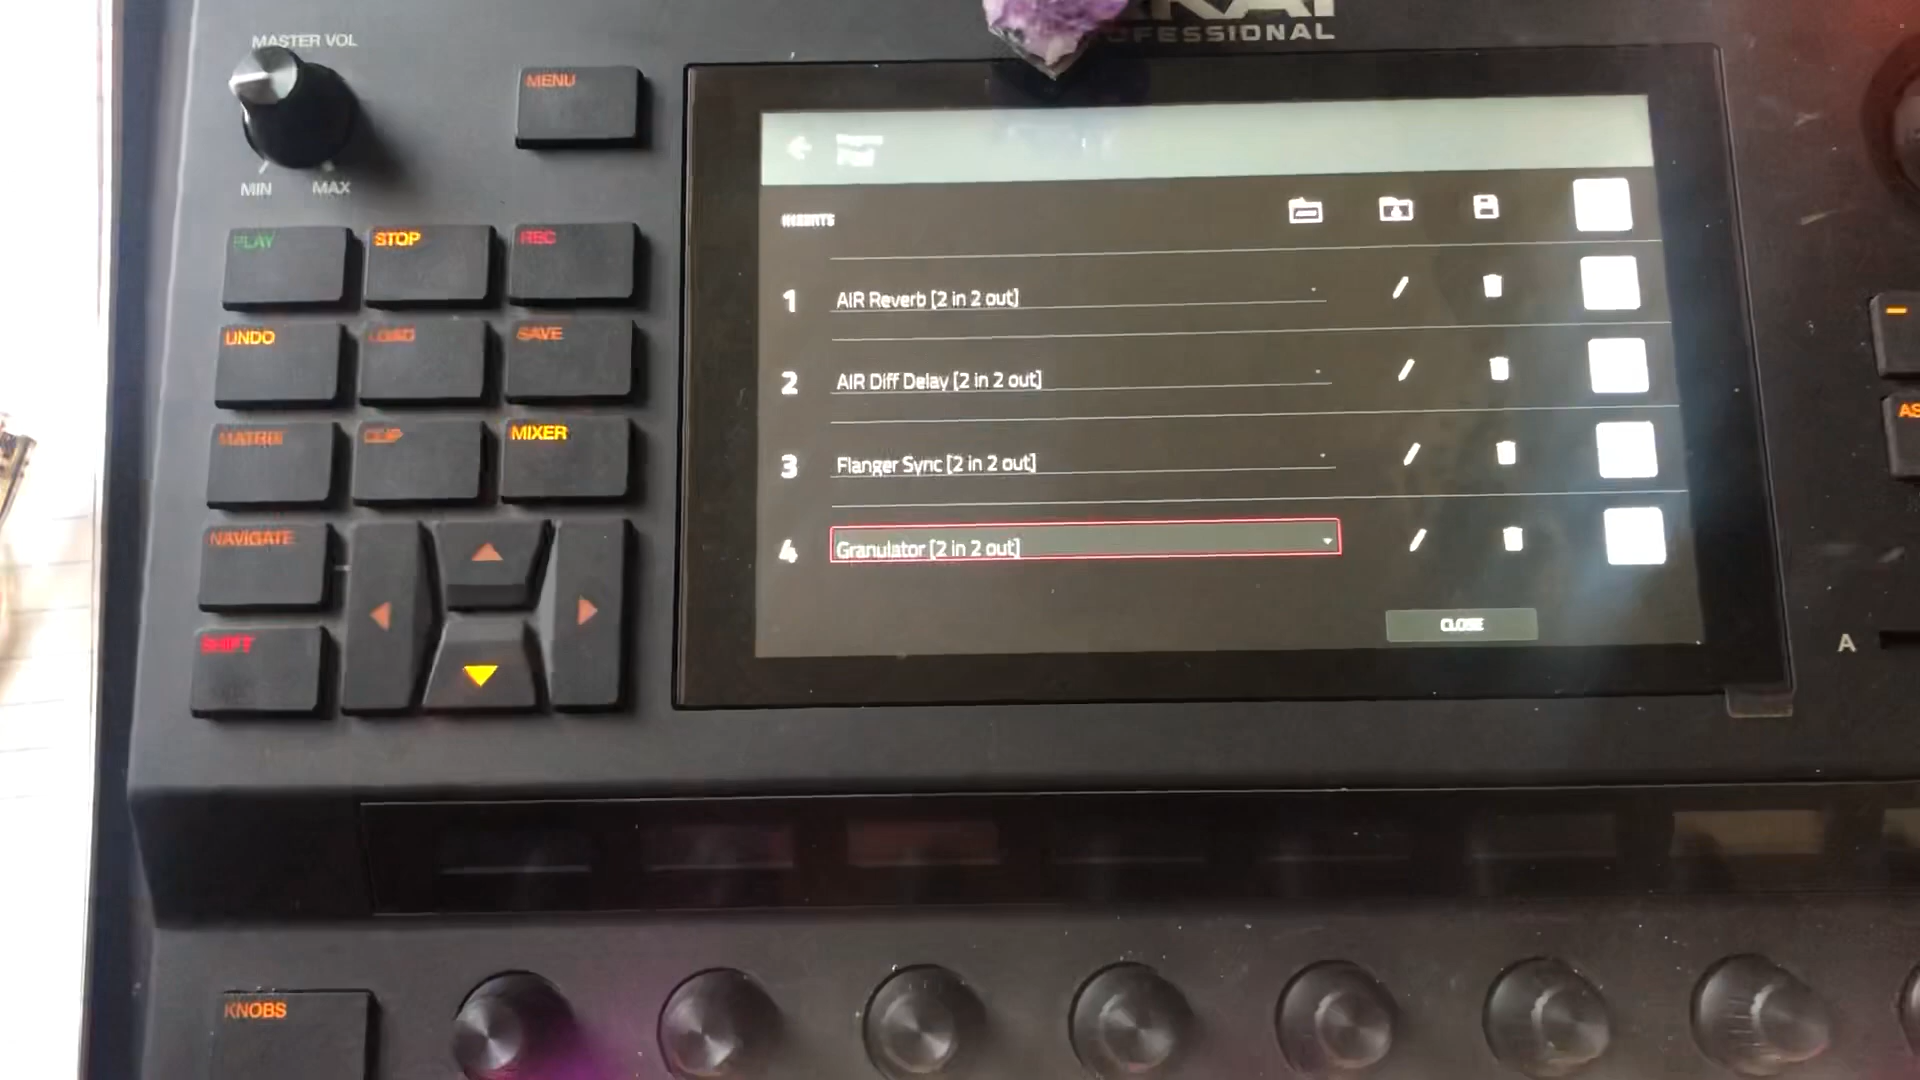 MASTER VOL
MIN MAX
MENU
PLAY STOP REC
UNDO LOAD SAVE
MATRIX CLIP MIXER
NAVIGATE
SHIFT
KNOBS
PROFESSIONAL
INSERTS
1 AIR Reverb [2 in 2 out]
2 AIR Diff Delay [2 in 2 out]
3 Flanger Sync [2 in 2 out]
4 Granulator [2 in 2 out]
CLOSE
A